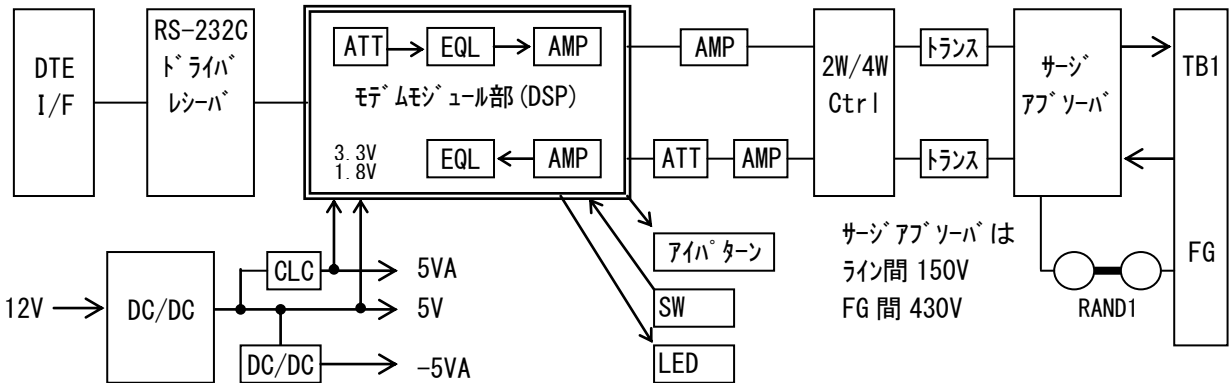 DTE
I/F
RS-232C
ドライバ
レシーバ
ATT
EQL
AMP
モデムモジュール部(DSP)
3.3V
1.8V
EQL
AMP
AMP
ATT
AMP
2W/4W
Ctrl
トランス
トランス
サージ
アブソーバ
TB1
FG
RAND1
サージアブソーバは
ライン間 150V
FG 間 430V
アイパターン
SW
LED
12V
DC/DC
CLC
DC/DC
5VA
5V
-5VA